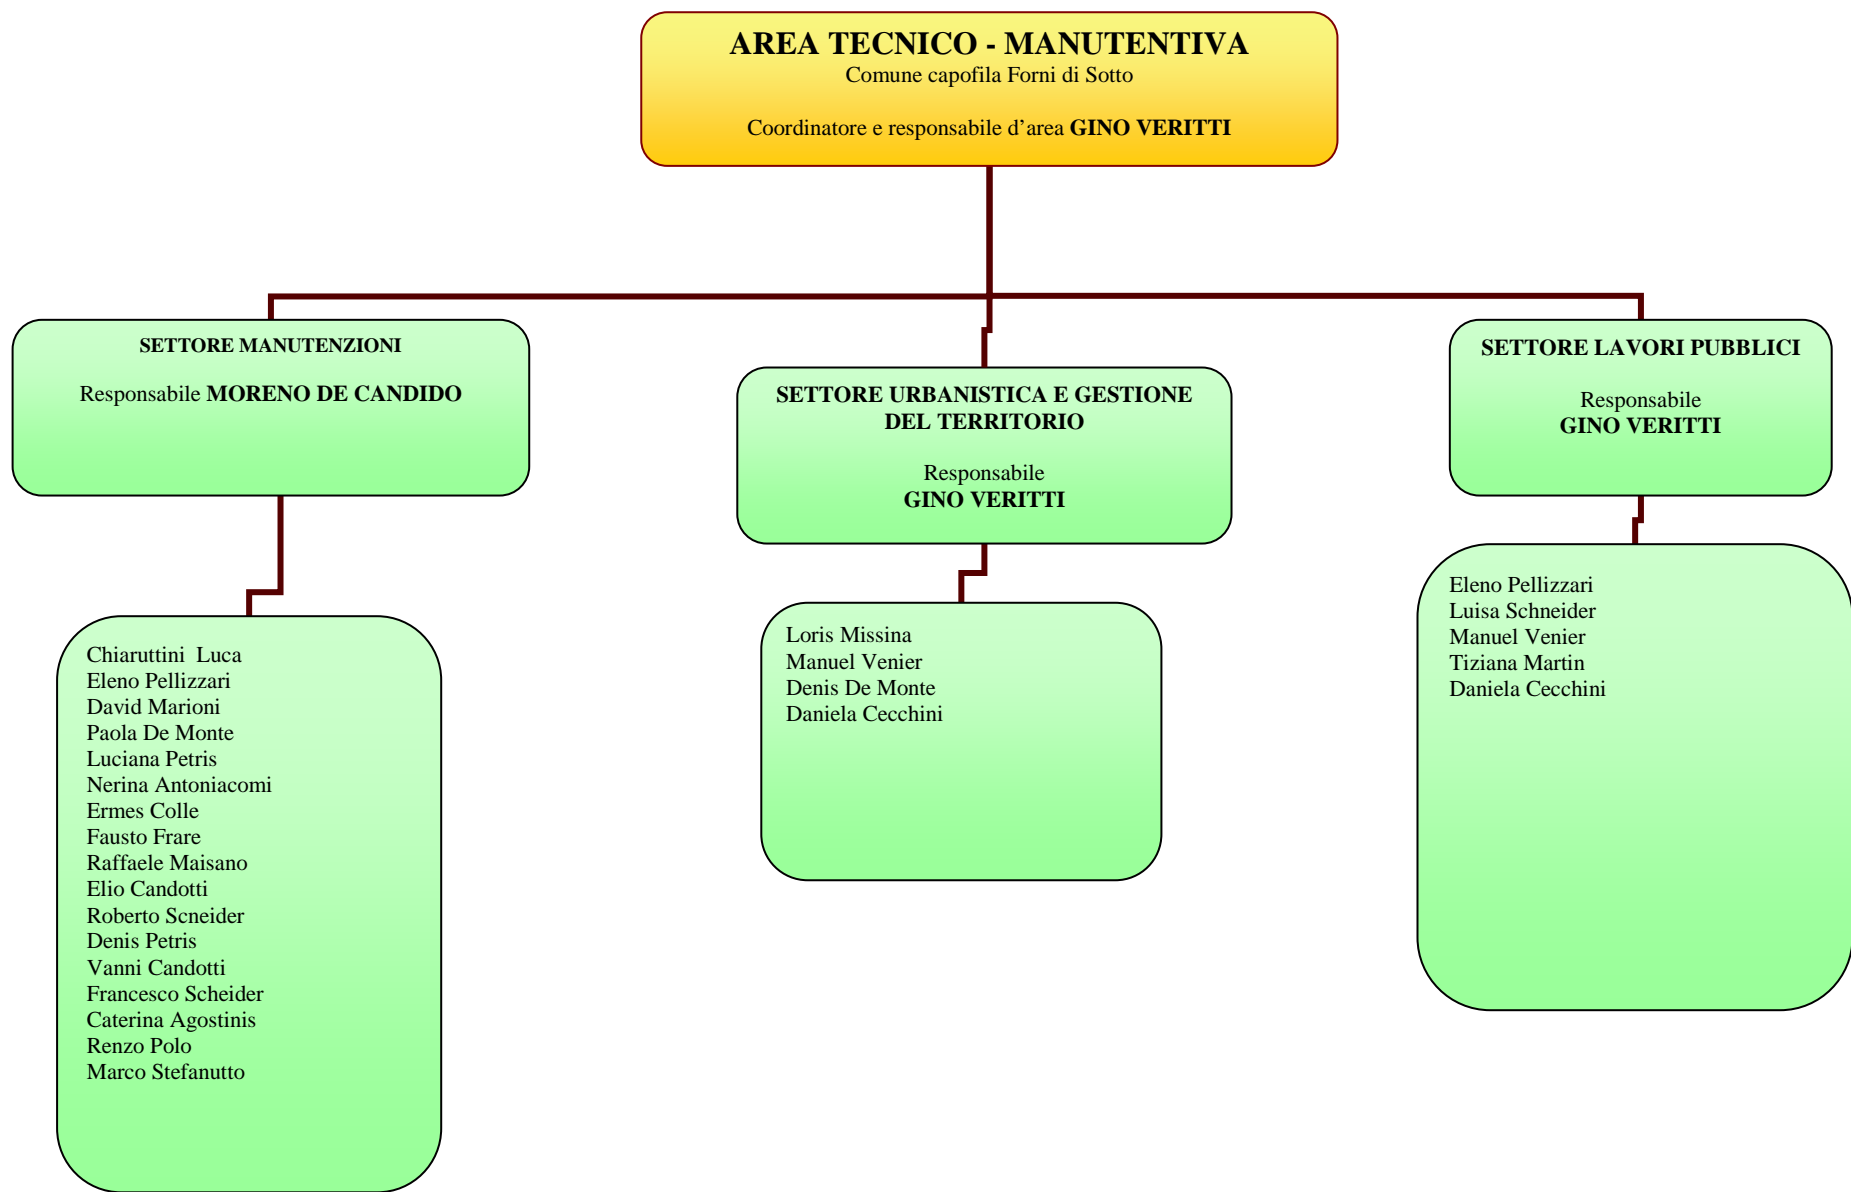 AREA TECNICO - MANUTENTIVA
Comune capofila Forni di Sotto
Coordinatore e responsabile d’area GINO VERITTI
SETTORE MANUTENZIONI
Responsabile MORENO DE CANDIDO
Chiaruttini  Luca
Eleno Pellizzari
David Marioni
Paola De Monte
Luciana Petris
Nerina Antoniacomi
Ermes Colle
Fausto Frare
Raffaele Maisano
Elio Candotti
Roberto Scneider
Denis Petris
Vanni Candotti
Francesco Scheider
Caterina Agostinis
Renzo Polo
Marco Stefanutto
SETTORE URBANISTICA E GESTIONE
DEL TERRITORIO
Responsabile
GINO VERITTI
Loris Missina
Manuel Venier
Denis De Monte
Daniela Cecchini
SETTORE LAVORI PUBBLICI
Responsabile
GINO VERITTI
Eleno Pellizzari
Luisa Schneider
Manuel Venier
Tiziana Martin
Daniela Cecchini